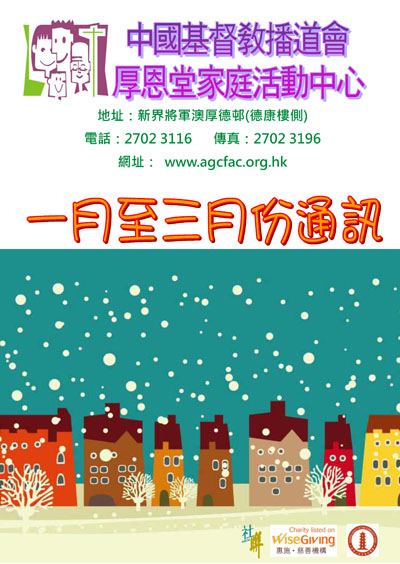 中國基督教播道會
厚恩堂家庭活動中心
地址：新界將軍澳厚德邨(德康樓側)
電話：2702 3116 傳真：2702 3196
網址： www.agcfac.org.hk
一月至三月份通訊
社聯
Charity listed on
WiseGiving
惠施・慈善機構